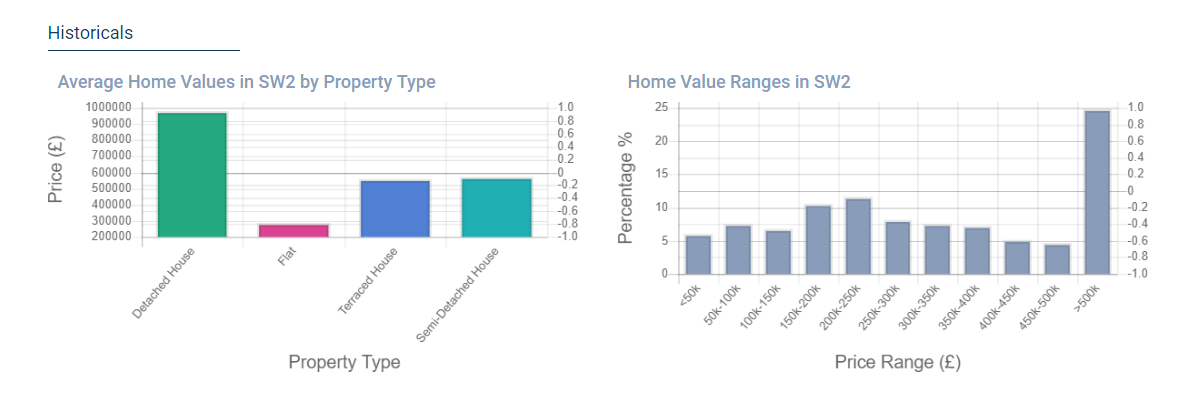 Historicals
Average Home Values in SW2 by Property Type
Price (£)
1000000
900000
800000
700000
600000
500000
400000
300000
200000
1.0
0.8
0.6
0.4
0.2
0
-0.2
-0.4
-0.6
-0.8
-1.0
Detached House
Flat
Terraced House
Semi-Detached House
Property Type
Home Value Ranges in SW2
Percentage %
25
20
15
10
5
0
1.0
0.8
0.6
0.4
0.2
0
-0.2
-0.4
-0.6
-0.8
-1.0
<50k
50k-100k
100k-150k
150k-200k
200k-250k
250k-300k
300k-350k
350k-400k
400k-450k
450k-500k
>500k
Price Range (£)